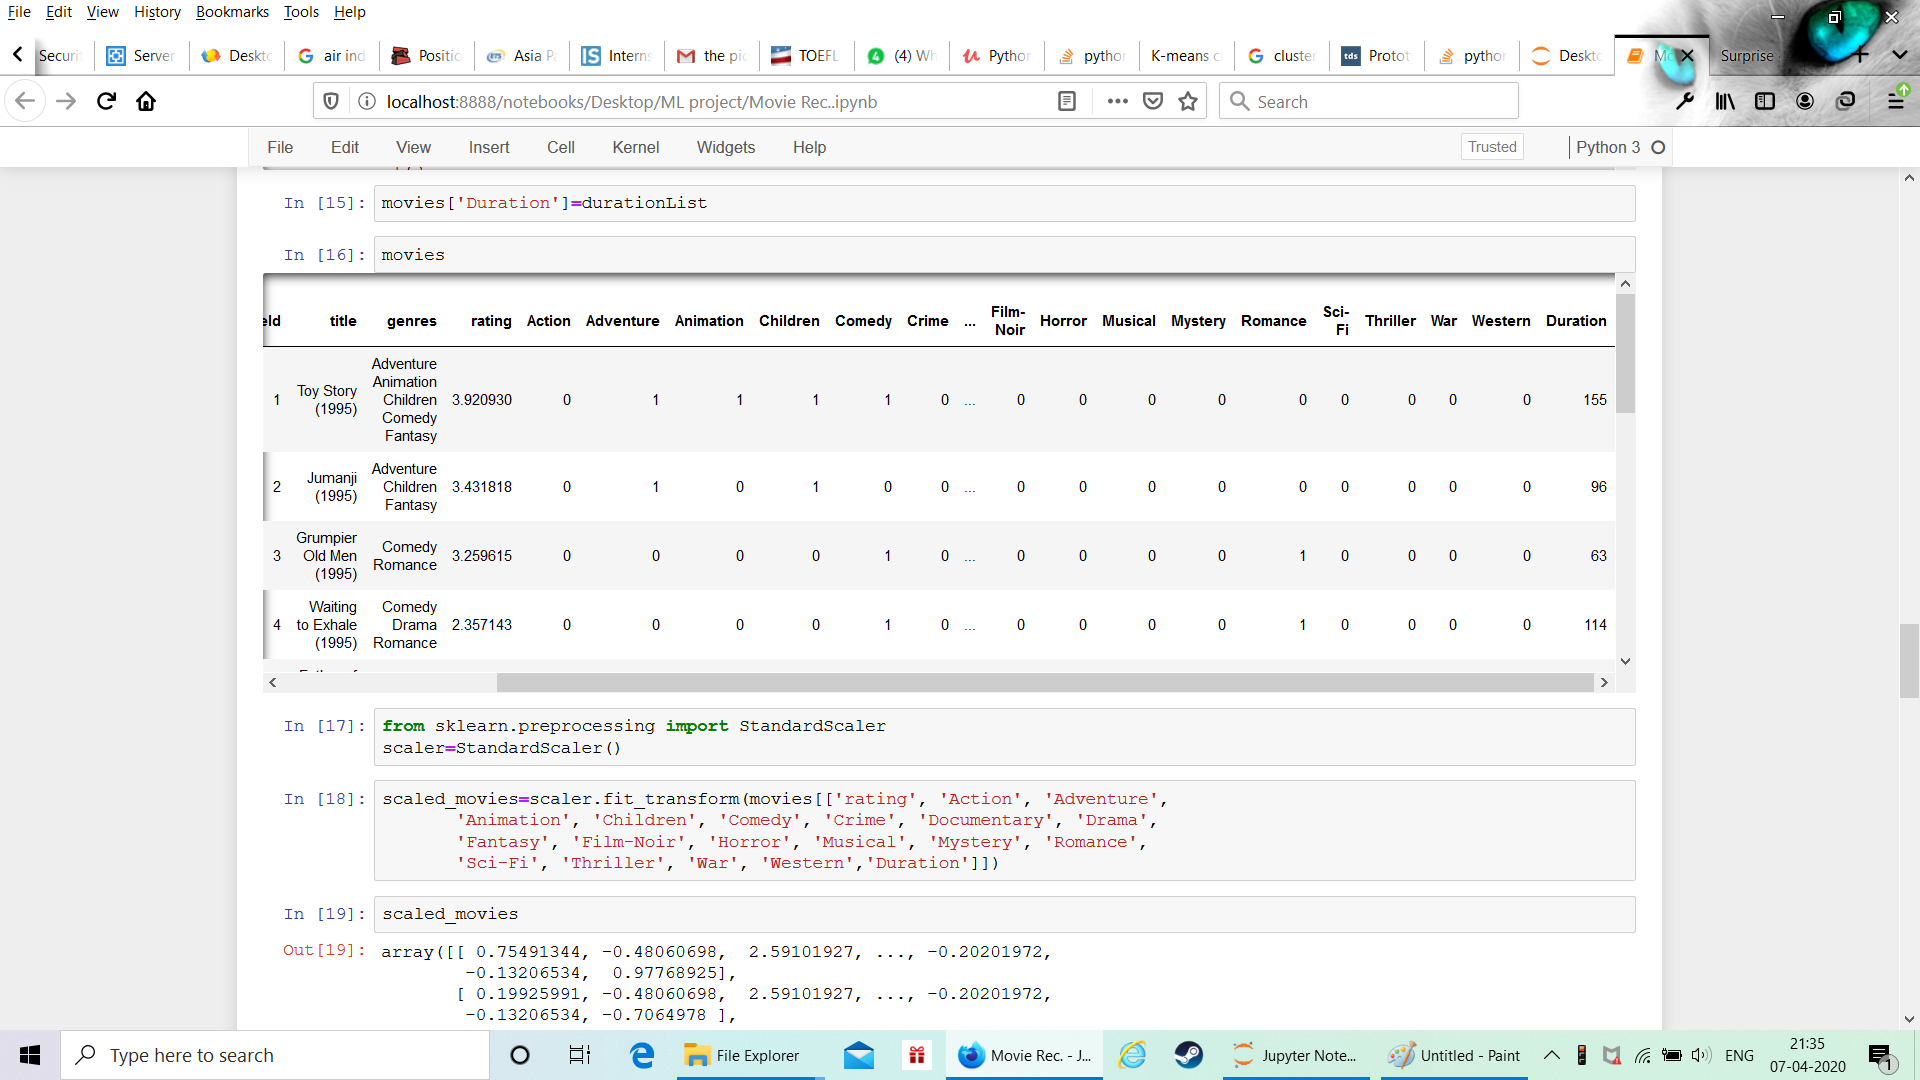 File Edit View History Bookmarks Tools Help
Securit Server Deskto air ind Positic Asia Pa Interns the pic TOEFL (4) Wh Python python K-means c cluster tds Protot python Deskto Surprise
localhost:8888/notebooks/Desktop/ML project/Movie Rec..ipynb Search
File Edit View Insert Cell Kernel Widgets Help Trusted Python 3
In [15]: movies['Duration']=durationList
In [16]: movies
eId title genres rating Action Adventure Animation Children Comedy Crime ... Film-Noir Horror Musical Mystery Romance Sci-Fi Thriller War Western Duration
1 Toy Story (1995) Adventure Animation Children Comedy Fantasy 3.920930 0 1 1 1 1 0 ... 0 0 0 0 0 0 0 0 0 155
2 Jumanji (1995) Adventure Children Fantasy 3.431818 0 1 0 1 0 0 ... 0 0 0 0 0 0 0 0 0 96
3 Grumpier Old Men (1995) Comedy Romance 3.259615 0 0 0 0 1 0 ... 0 0 0 0 1 0 0 0 0 63
4 Waiting to Exhale (1995) Comedy Drama Romance 2.357143 0 0 0 0 1 0 ... 0 0 0 0 1 0 0 0 0 114
In [17]: from sklearn.preprocessing import StandardScaler
scaler=StandardScaler()
In [18]: scaled_movies=scaler.fit_transform(movies[['rating', 'Action', 'Adventure',
'Animation', 'Children', 'Comedy', 'Crime', 'Documentary', 'Drama',
'Fantasy', 'Film-Noir', 'Horror', 'Musical', 'Mystery', 'Romance',
'Sci-Fi', 'Thriller', 'War', 'Western','Duration']])
In [19]: scaled_movies
Out[19]: array([[ 0.75491344, -0.48060698, 2.59101927, ..., -0.20201972,
-0.13206534, 0.97768925],
[ 0.19925991, -0.48060698, 2.59101927, ..., -0.20201972,
-0.13206534, -0.7064978 ],
Type here to search File Explorer Movie Rec. - J... Jupyter Note... Untitled - Paint ENG 21:35
07-04-2020 1